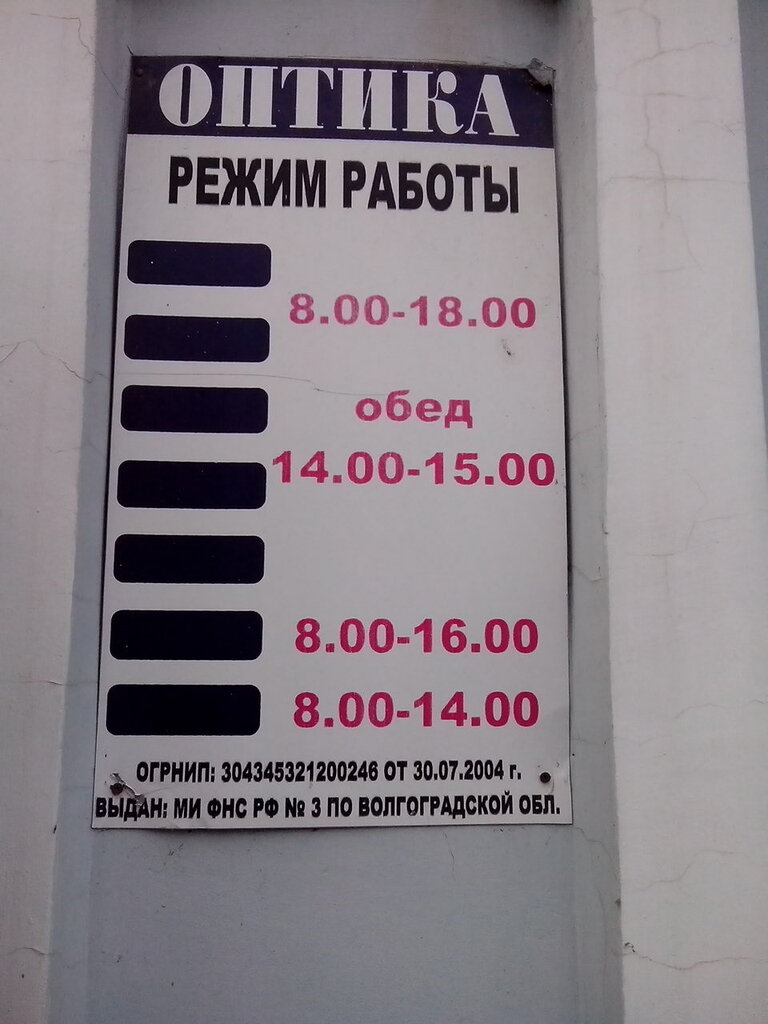 ОПТИКА
РЕЖИМ РАБОТЫ
8.00-18.00
обед
14.00-15.00
8.00-16.00
8.00-14.00
ОГРНИП: 304345321200246 ОТ 30.07.2004 г.
ВЫДАН: МИ ФНС РФ № 3 ПО ВОЛГОГРАДСКОЙ ОБЛ.